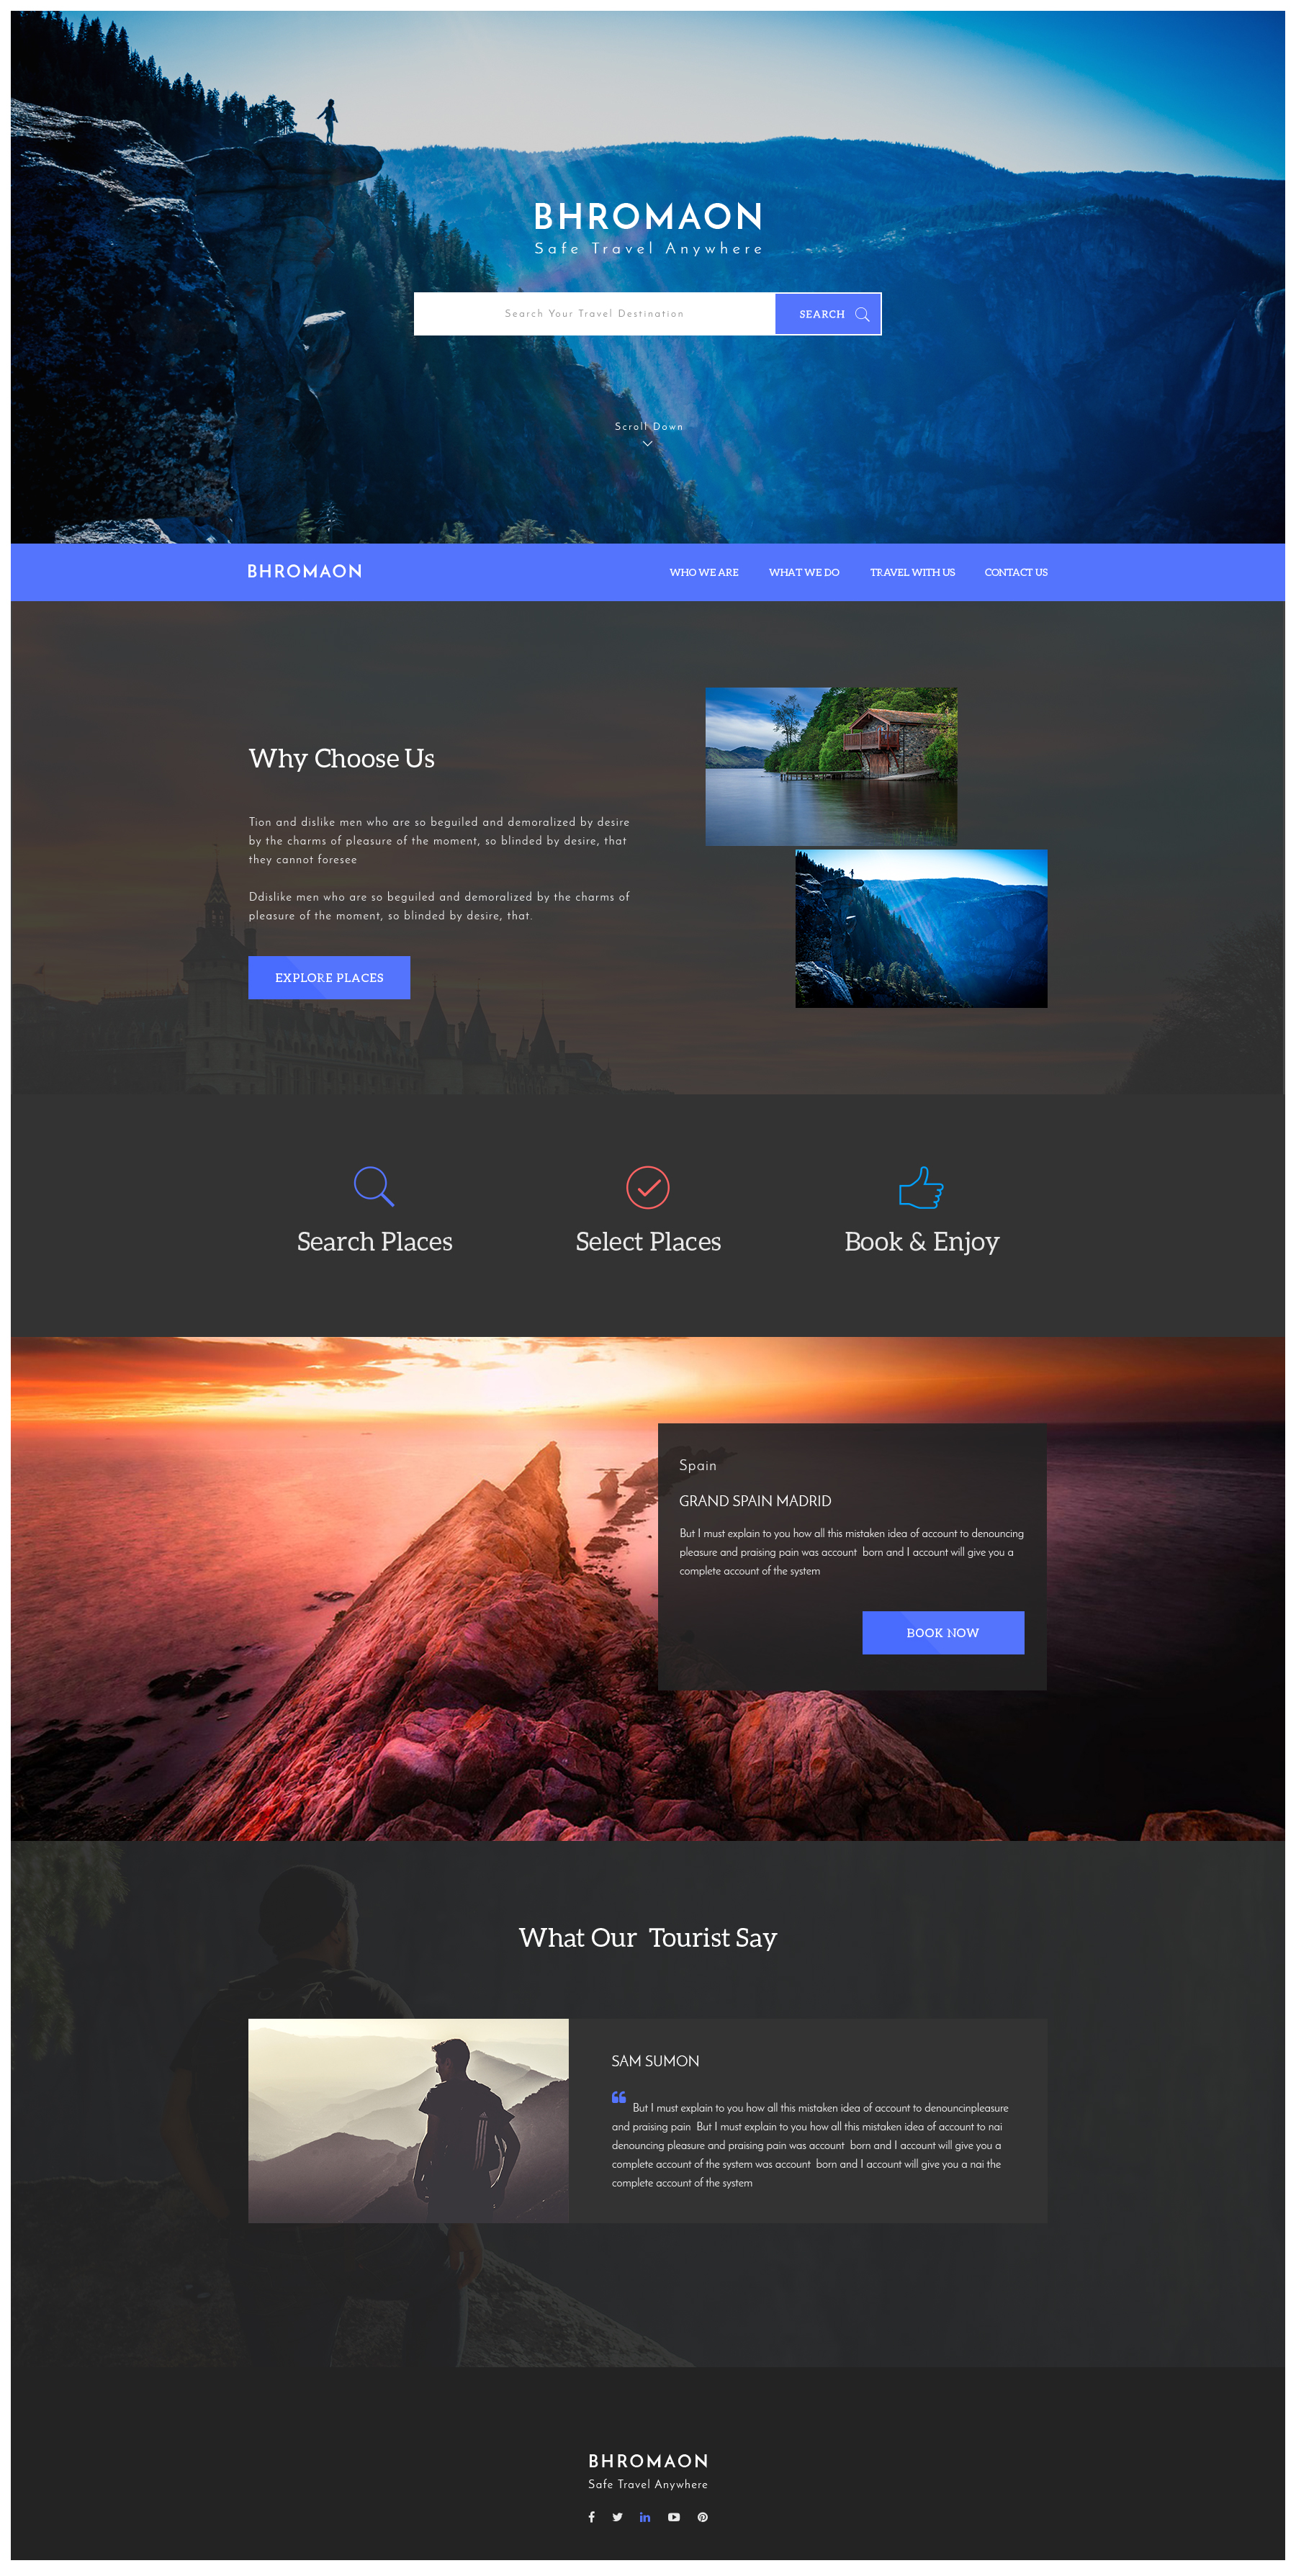 BHROMAON
Safe Travel Anywhere
Search Your Travel Destination
SEARCH
Scroll Down
BHROMAON
WHO WE ARE
WHAT WE DO
TRAVEL WITH US
CONTACT US
Why Choose Us
Tion and dislike men who are so beguiled and demoralized by desire
by the charms of pleasure of the moment, so blinded by desire, that
they cannot foresee
Ddislike men who are so beguiled and demoralized by the charms of
pleasure of the moment, so blinded by desire, that.
EXPLORE PLACES
Search Places
Select Places
Book & Enjoy
Spain
GRAND SPAIN MADRID
But I must explain to you how all this mistaken idea of account to denouncing
pleasure and praising pain was account  born and I account will give you a
complete account of the system
BOOK NOW
What Our  Tourist Say
SAM SUMON
“ But I must explain to you how all this mistaken idea of account to denouncinpleasure
and praising pain  But I must explain to you how all this mistaken idea of account to nai
denouncing pleasure and praising pain was account  born and I account will give you a
complete account of the system was account  born and I account will give you a nai the
complete account of the system
BHROMAON
Safe Travel Anywhere